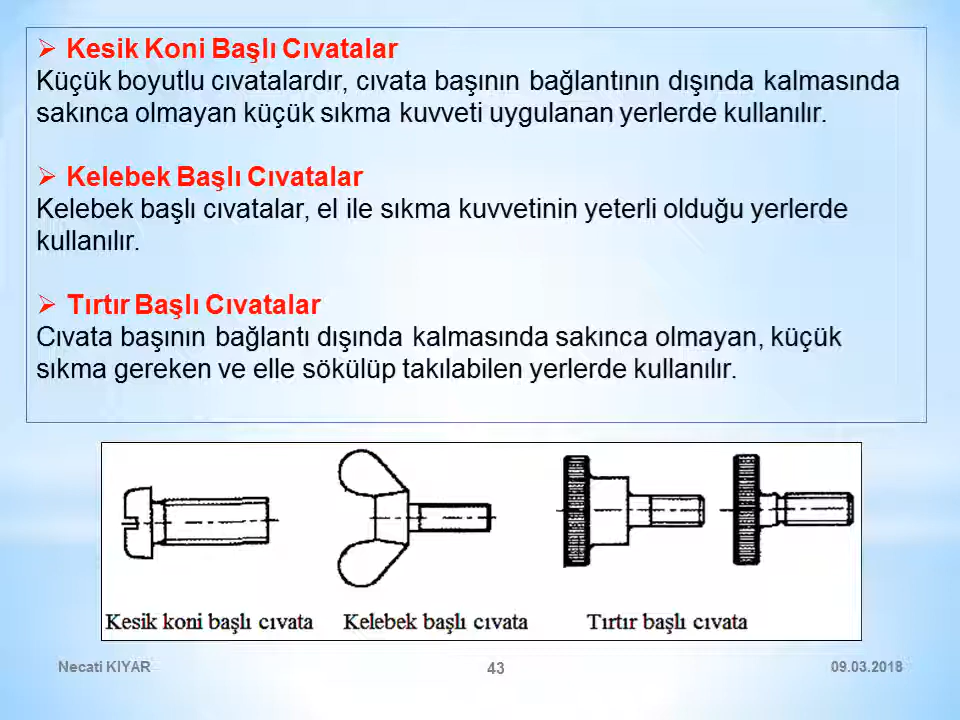 ➢ Kesik Koni Başlı Cıvatalar
Küçük boyutlu cıvatalardır, cıvata başının bağlantının dışında kalmasında
sakınca olmayan küçük sıkma kuvveti uygulanan yerlerde kullanılır.
➢ Kelebek Başlı Cıvatalar
Kelebek başlı cıvatalar, el ile sıkma kuvvetinin yeterli olduğu yerlerde
kullanılır.
➢ Tırtır Başlı Cıvatalar
Cıvata başının bağlantı dışında kalmasında sakınca olmayan, küçük
sıkma gereken ve elle sökülüp takılabilen yerlerde kullanılır.
Kesik koni başlı cıvata Kelebek başlı cıvata Tırtır başlı cıvata
Necati KIYAR 43 09.03.2018